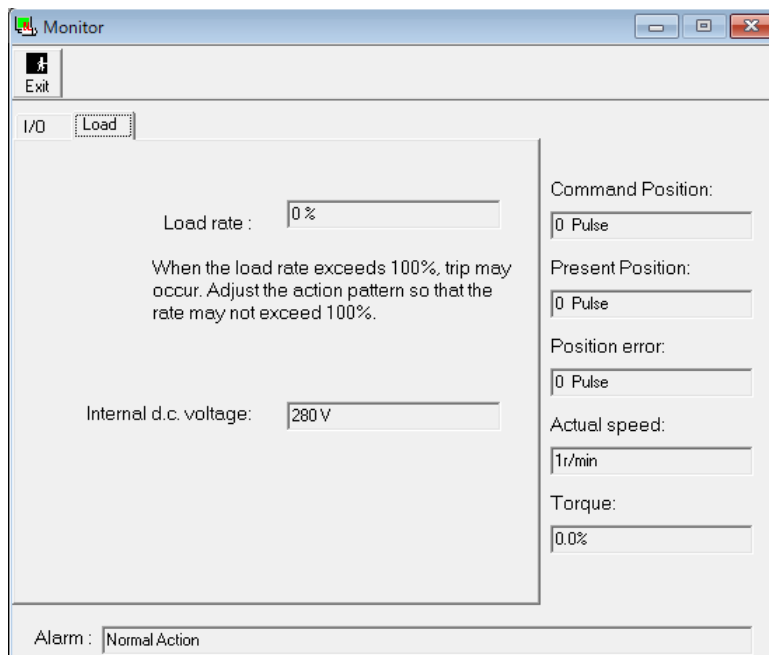 Monitor
Exit
I/O
Load
Load rate :
0 %
When the load rate exceeds 100%, trip may
occur. Adjust the action pattern so that the
rate may not exceed 100%.
Internal d.c. voltage:
280 V
Command Position:
0 Pulse
Present Position:
0 Pulse
Position error:
0 Pulse
Actual speed:
1r/min
Torque:
0.0%
Alarm :
Normal Action